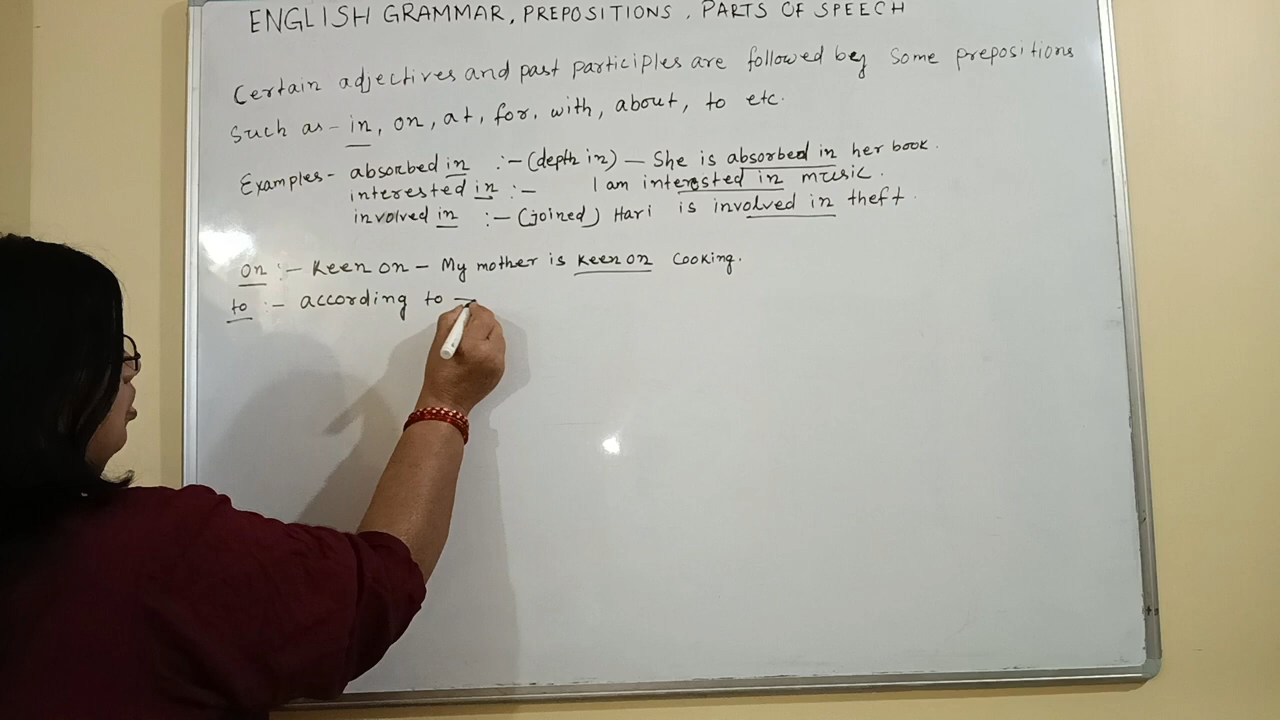 ENGLISH GRAMMAR, PREPOSITIONS, PARTS OF SPEECH
Certain adjectives and past participles are followed by some prepositions
Such as - in, on, at, for, with, about, to etc.
Examples - absorbed in :- (depth in) - She is absorbed in her book.
interested in :- I am interested in music.
involved in :- (joined) Hari is involved in theft.
on :- Keen on - My mother is keen on cooking.
to :- according to -